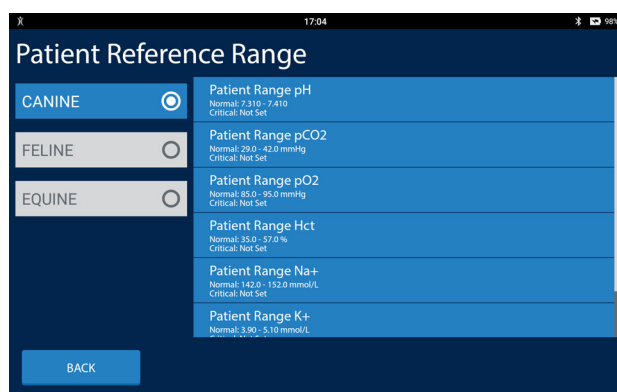 17:04
98%
Patient Reference Range
CANINE
FELINE
EQUINE
Patient Range pH
Normal: 7.310 - 7.410
Critical: Not Set
Patient Range pCO2
Normal: 29.0 - 42.0 mmHg
Critical: Not Set
Patient Range pO2
Normal: 85.0 - 95.0 mmHg
Critical: Not Set
Patient Range Hct
Normal: 35.0 - 57.0 %
Critical: Not Set
Patient Range Na+
Normal: 142.0 - 152.0 mmol/L
Critical: Not Set
Patient Range K+
Normal: 3.90 - 5.10 mmol/L
BACK